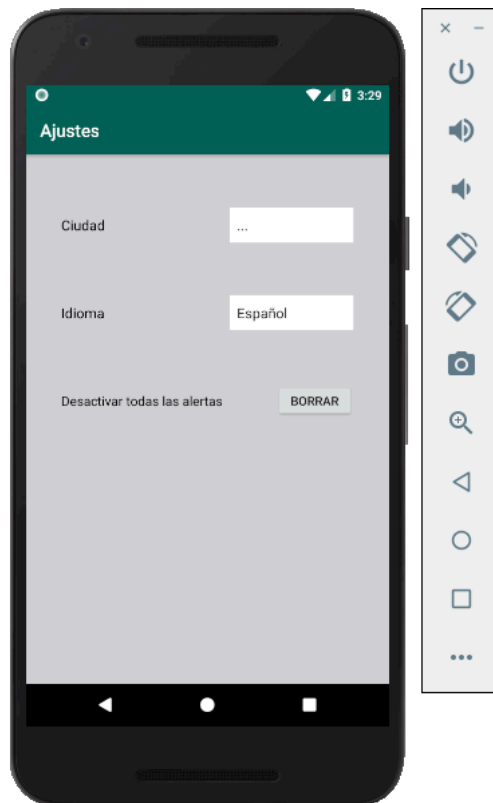 3:29
Ajustes
Ciudad ...
Idioma Español
Desactivar todas las alertas BORRAR